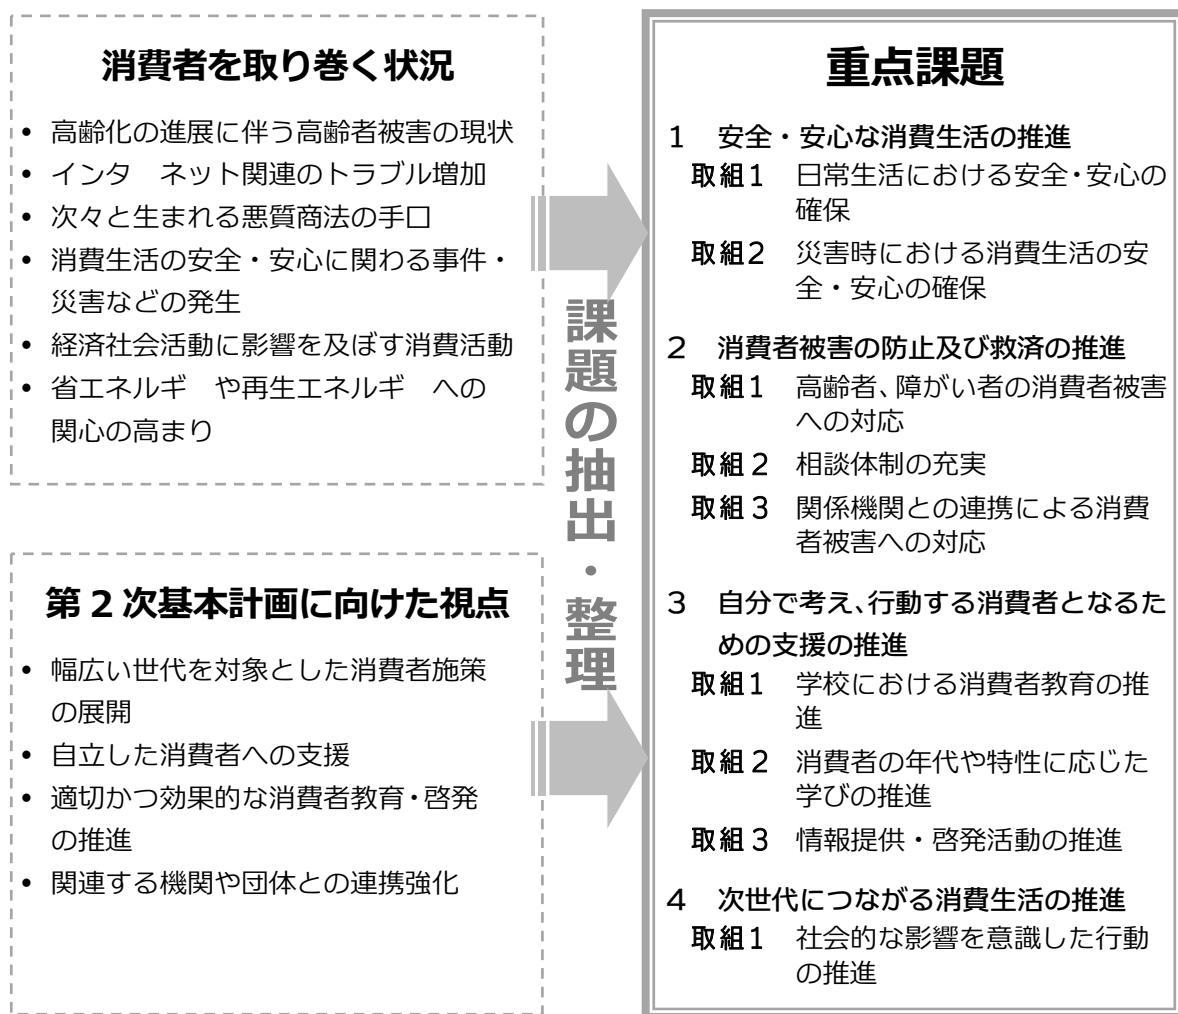 消費者を取り巻く状況
• 高齢化の進展に伴う高齢者被害の現状
• インタ　ネット関連のトラブル増加
• 次々と生まれる悪質商法の手口
• 消費生活の安全・安心に関わる事件・
災害などの発生
• 経済社会活動に影響を及ぼす消費活動
• 省エネルギ　や再生エネルギ　への
関心の高まり
第２次基本計画に向けた視点
• 幅広い世代を対象とした消費者施策
の展開
• 自立した消費者への支援
• 適切かつ効果的な消費者教育・啓発
の推進
• 関連する機関や団体との連携強化
課題の抽出・整理
重点課題
1　安全・安心な消費生活の推進
取組1　日常生活における安全・安心の
確保
取組2　災害時における消費生活の安
全・安心の確保
2　消費者被害の防止及び救済の推進
取組1　高齢者、障がい者の消費者被害
への対応
取組２　相談体制の充実
取組３　関係機関との連携による消費
者被害への対応
3　自分で考え、行動する消費者となるた
めの支援の推進
取組1　学校における消費者教育の推
進
取組２　消費者の年代や特性に応じた
学びの推進
取組３　情報提供・啓発活動の推進
4　次世代につながる消費生活の推進
取組1　社会的な影響を意識した行動
の推進